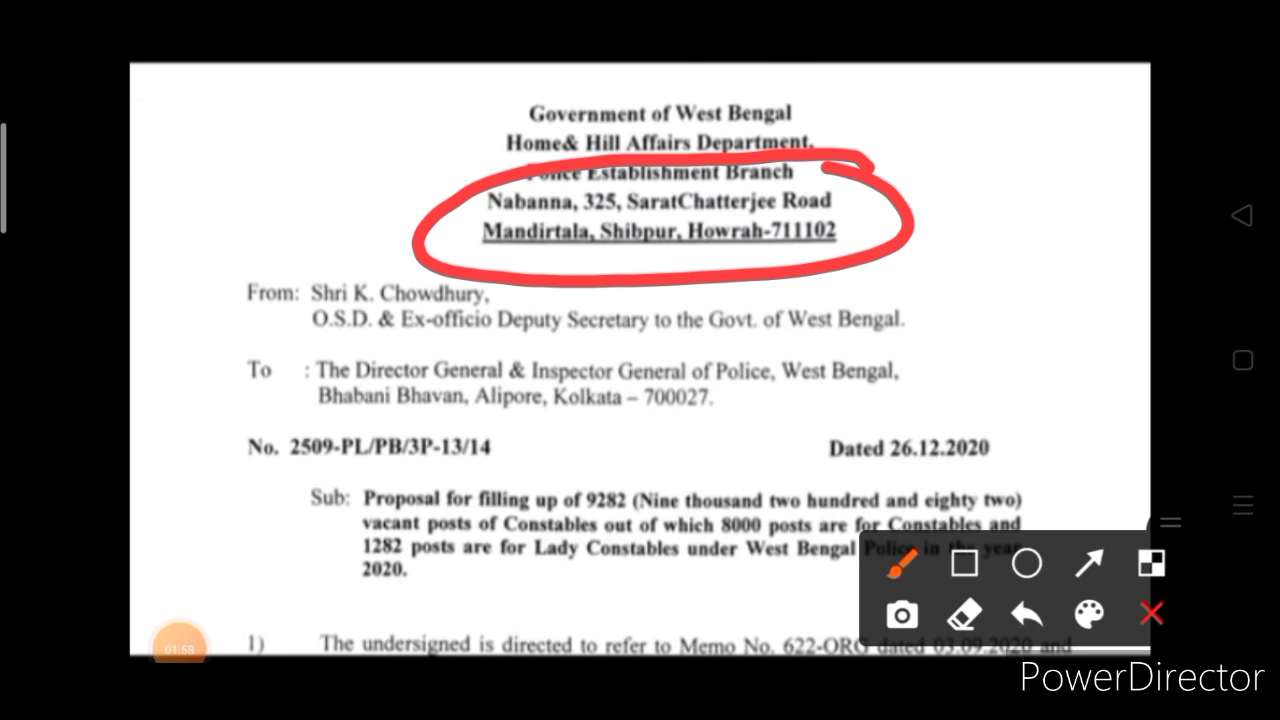 Government of West Bengal
Home& Hill Affairs Department,
Police Establishment Branch
Nabanna, 325, SaratChatterjee Road
Mandirtala, Shibpur, Howrah-711102
From: Shri K. Chowdhury,
O.S.D. & Ex-officio Deputy Secretary to the Govt. of West Bengal.
To : The Director General & Inspector General of Police, West Bengal,
Bhabani Bhavan, Alipore, Kolkata – 700027.
No. 2509-PL/PB/3P-13/14 Dated 26.12.2020
Sub: Proposal for filling up of 9282 (Nine thousand two hundred and eighty two)
vacant posts of Constables out of which 8000 posts are for Constables and
1282 posts are for Lady Constables under West Bengal Police in the year
2020.
1) The undersigned is directed to refer to Memo No. 622-ORG dated 03.09.2020 and
01:58
PowerDirector